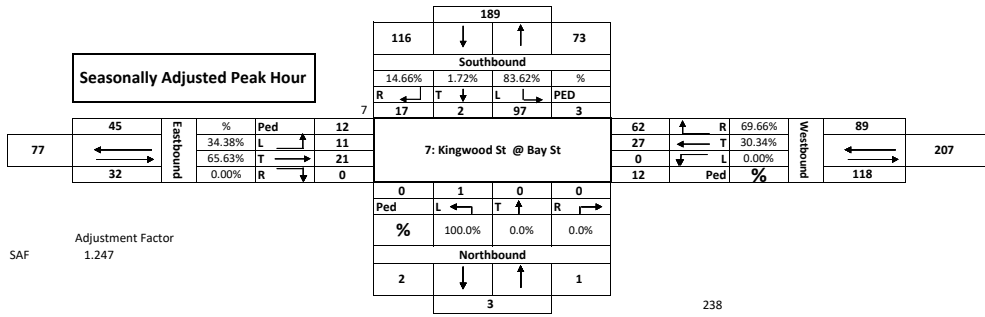 189
116 73
Southbound
Seasonally Adjusted Peak Hour
14.66% 1.72% 83.62% %
R T L PED
7 17 2 97 3
45 Eastbound % Ped 12 62 R 69.66% Westbound 89
77 34.38% L 11 7: Kingwood St @ Bay St 27 T 30.34% 207
65.63% T 21 0 L 0.00%
32 0.00% R 0 12 Ped % 118
0 1 0 0
Ped L T R
% 100.0% 0.0% 0.0%
Adjustment Factor
SAF 1.247
Northbound
2 1
3 238